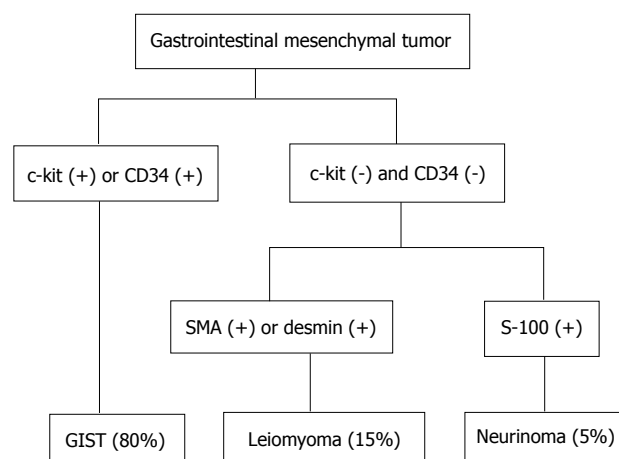 Gastrointestinal mesenchymal tumor
c-kit (+) or CD34 (+)
c-kit (-) and CD34 (-)
SMA (+) or desmin (+)
S-100 (+)
GIST (80%)
Leiomyoma (15%)
Neurinoma (5%)